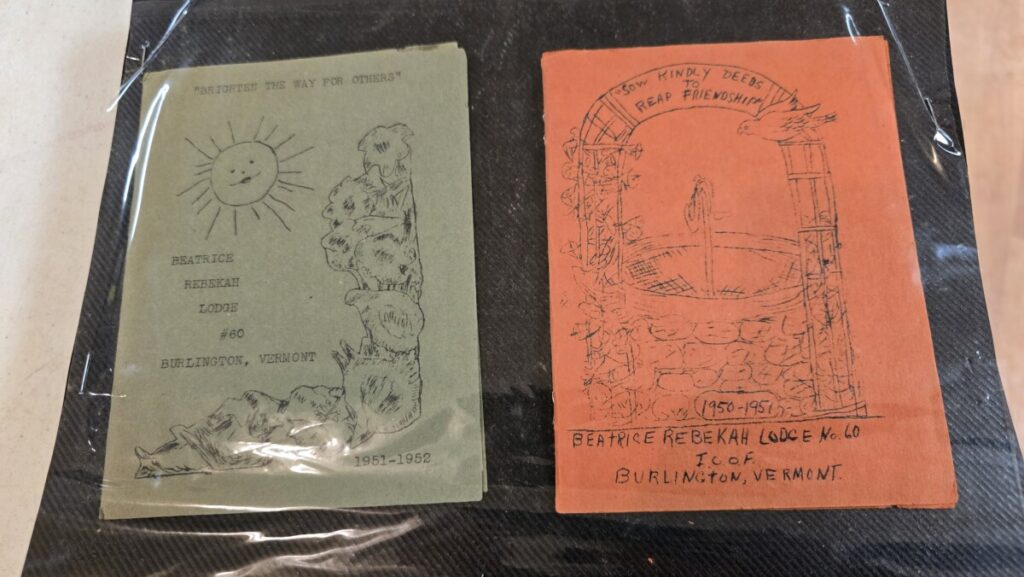 "BRIGHTEN THE WAY FOR OTHERS"
BEATRICE
REBEKAH
LODGE
#60
BURLINGTON, VERMONT
1951-1952
"SOW KINDLY DEEDS
TO
REAP FRIENDSHIP"
1950-1951
BEATRICE REBEKAH LODGE NO. 60
I.O.O.F.
BURLINGTON, VERMONT.